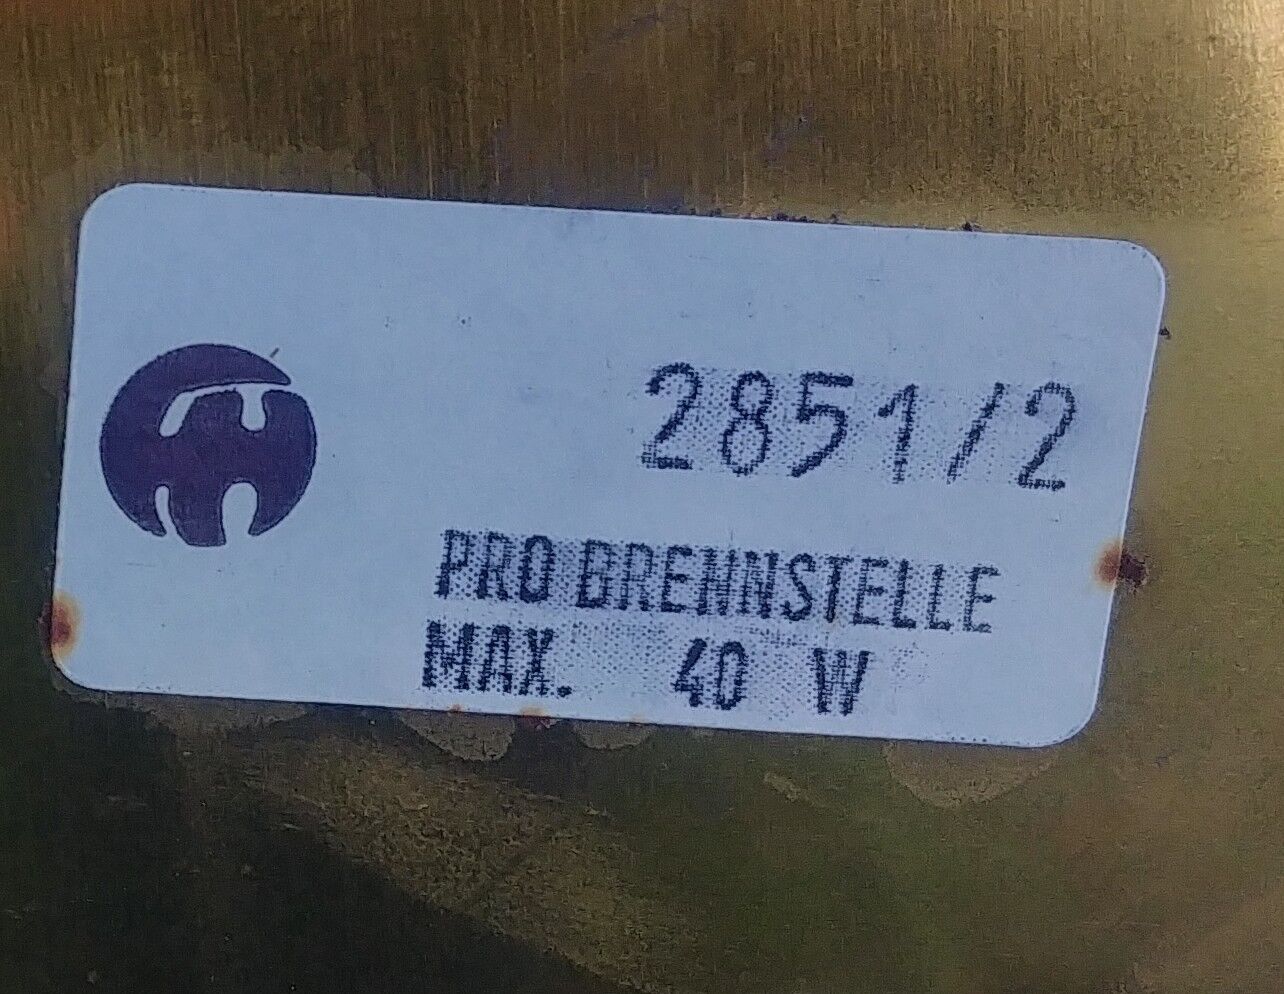 2851/2
PRO BRENNSTELLE
MAX. 40 W